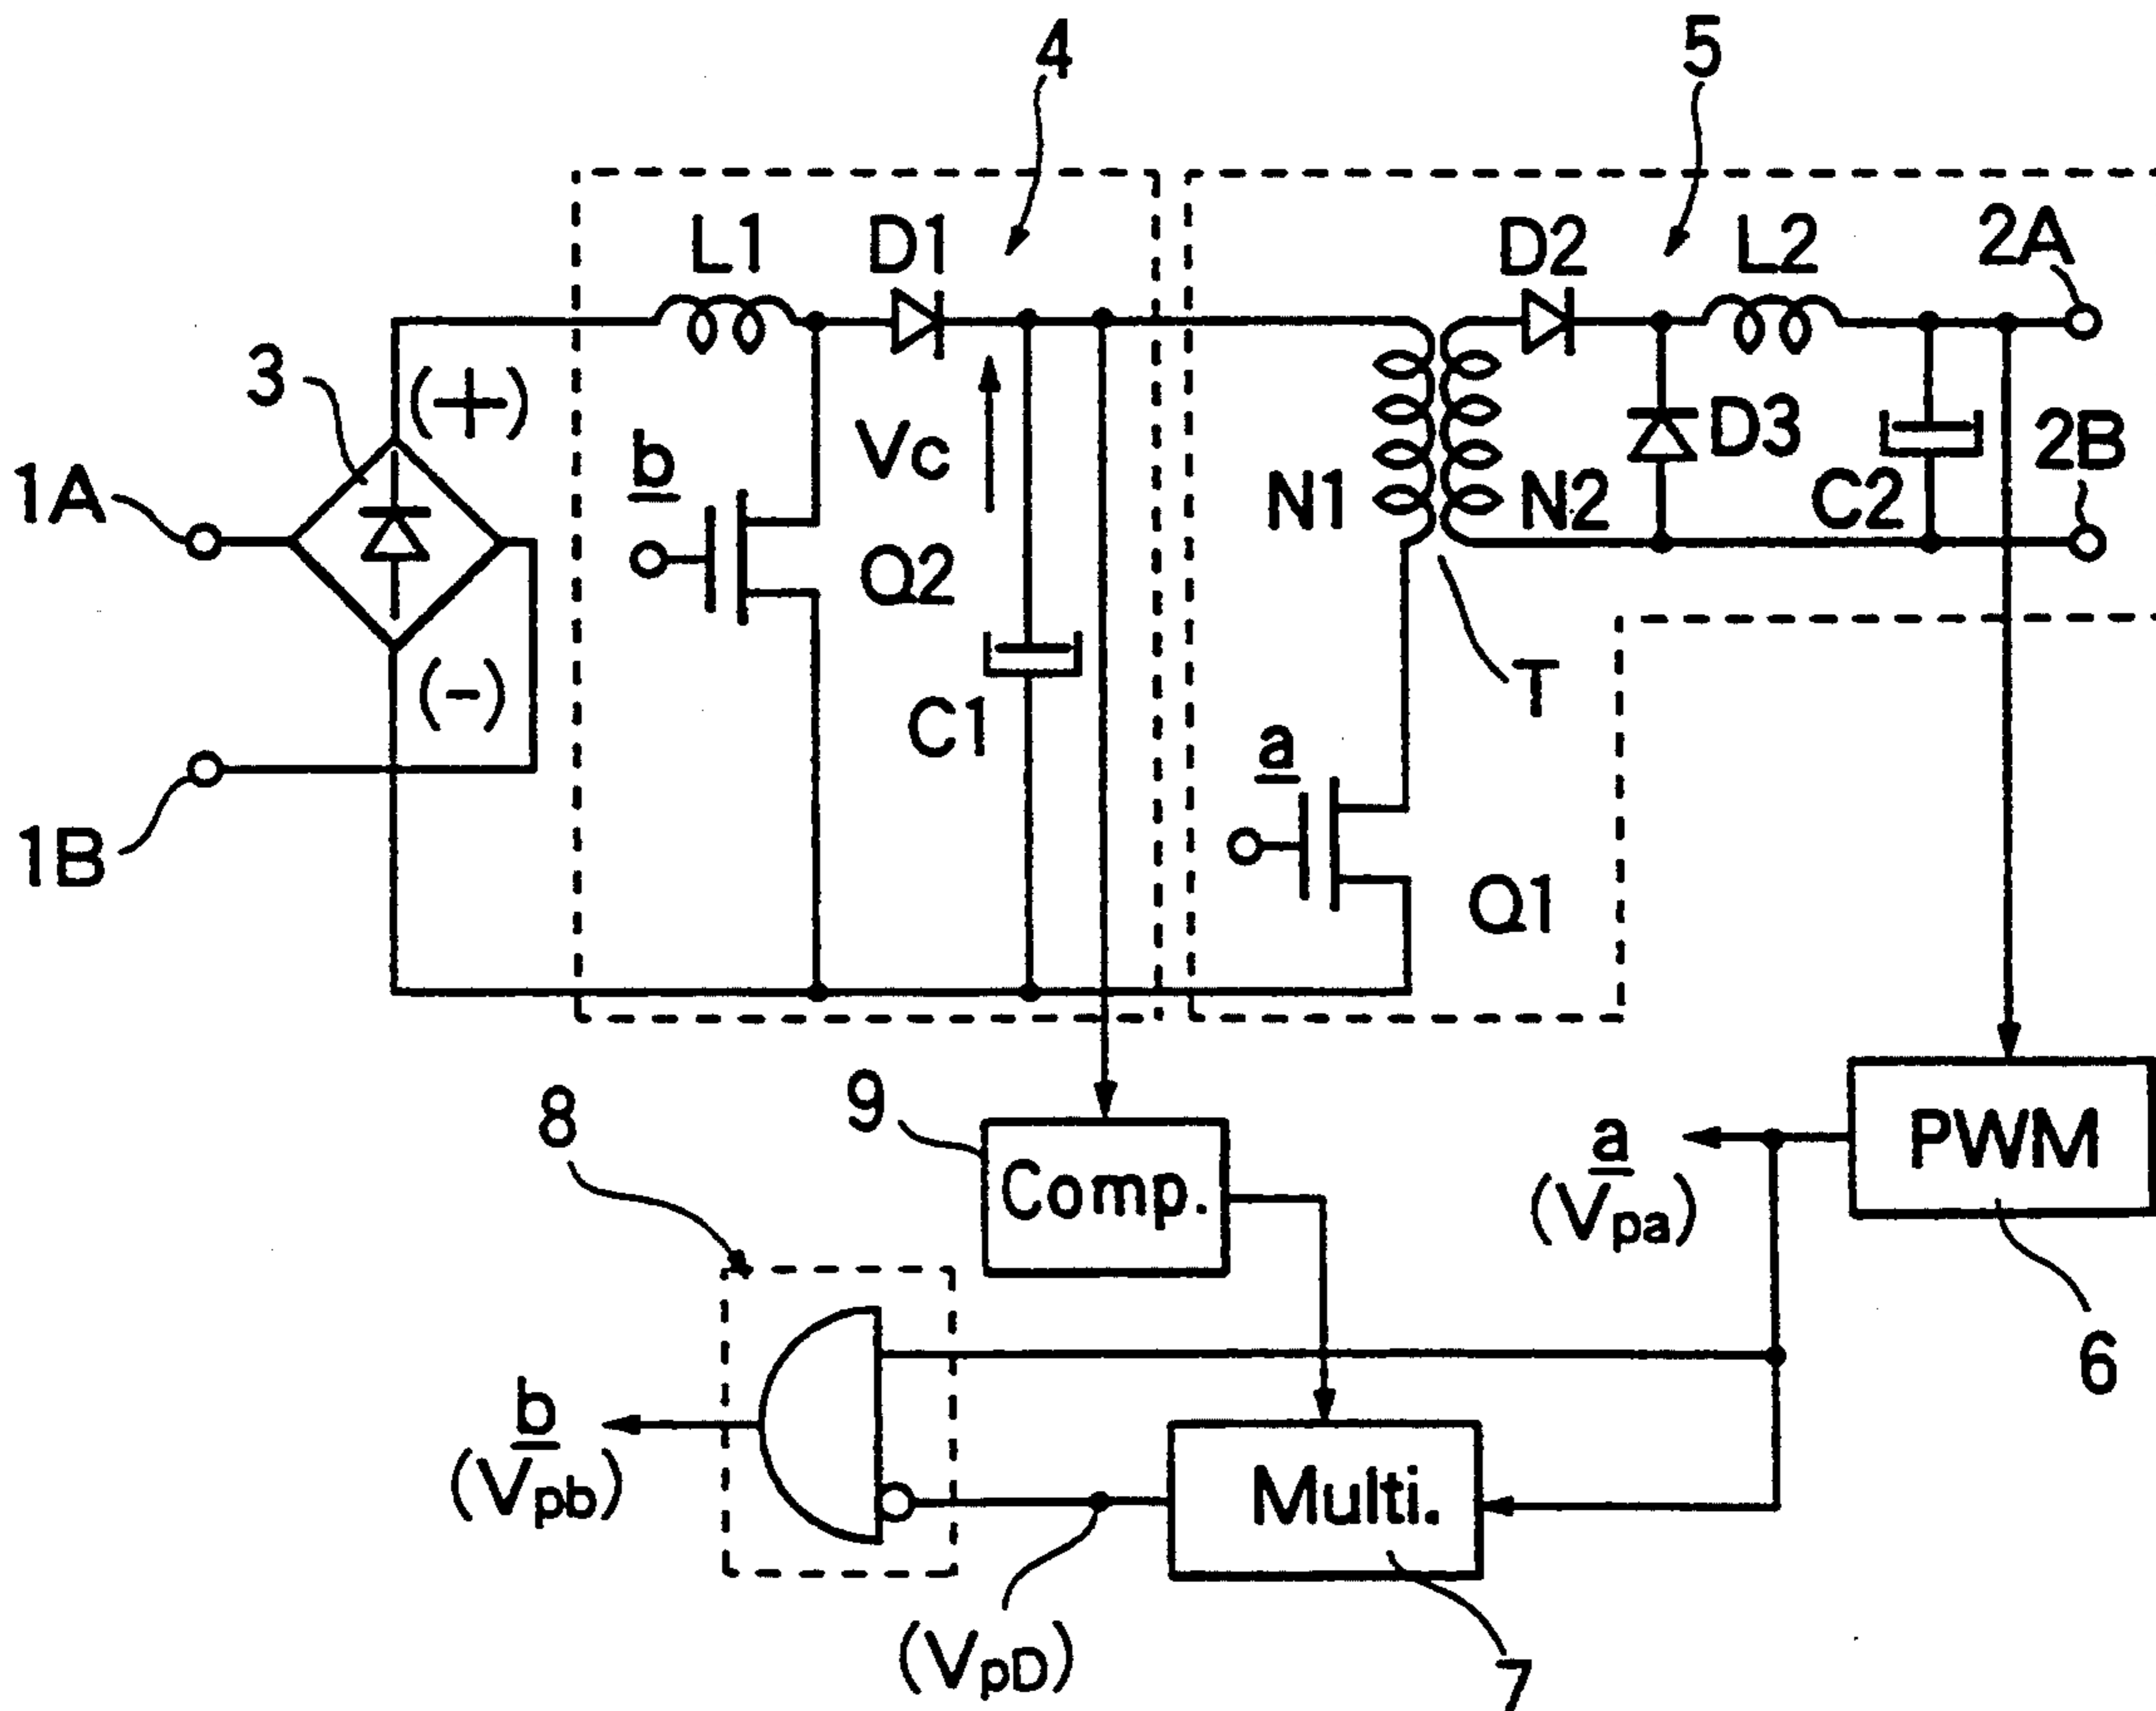 4
5
L1
D1
D2
L2
2A
3
(+)
b
Vc
D3
2B
1A
N1
N2
C2
Q2
(-)
T
C1
a
1B
Q1
9
8
Comp.
a
PWM
(Vpa)
6
b
(Vpb)
Multi.
(VpD)
7